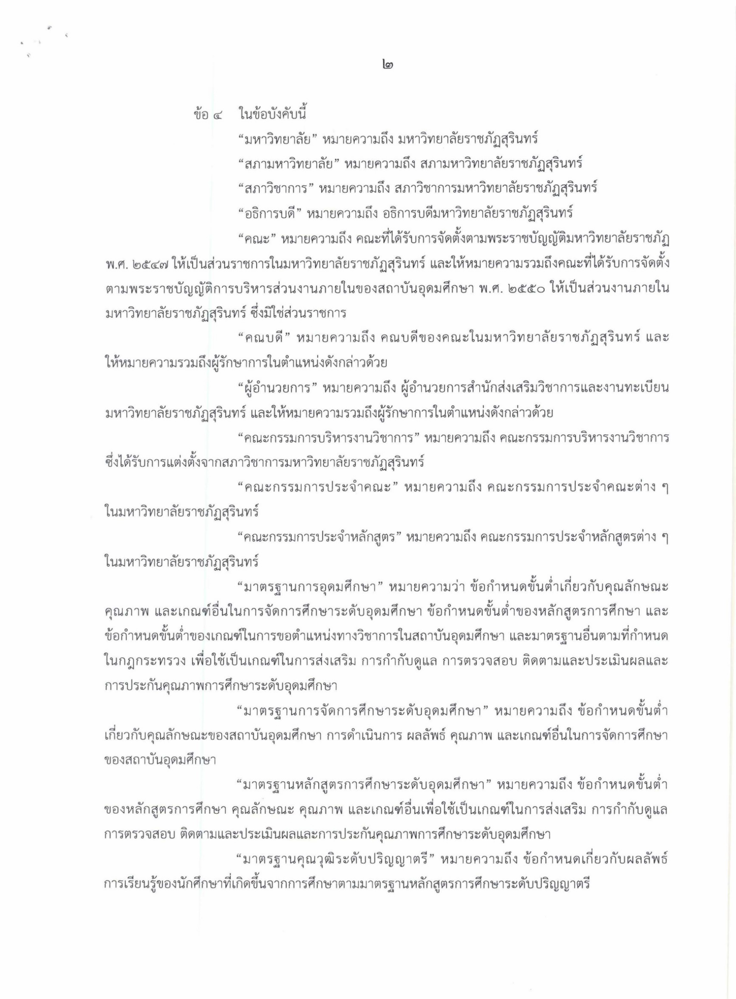 ๒
ข้อ ๔ ในข้อบังคับนี้
“มหาวิทยาลัย” หมายความถึง มหาวิทยาลัยราชภัฏสุรินทร์
“สภามหาวิทยาลัย” หมายความถึง สภามหาวิทยาลัยราชภัฏสุรินทร์
“สภาวิชาการ” หมายความถึง สภาวิชาการมหาวิทยาลัยราชภัฏสุรินทร์
“อธิการบดี” หมายความถึง อธิการบดีมหาวิทยาลัยราชภัฏสุรินทร์
“คณะ” หมายความถึง คณะที่ได้รับการจัดตั้งตามพระราชบัญญัติมหาวิทยาลัยราชภัฏ
พ.ศ. ๒๕๔๗ ให้เป็นส่วนราชการในมหาวิทยาลัยราชภัฏสุรินทร์ และให้หมายความรวมถึงคณะที่ได้รับการจัดตั้ง
ตามพระราชบัญญัติการบริหารส่วนงานภายในของสถาบันอุดมศึกษา พ.ศ. ๒๕๕๐ ให้เป็นส่วนงานภายใน
มหาวิทยาลัยราชภัฏสุรินทร์ ซึ่งมิใช่ส่วนราชการ
“คณบดี” หมายความถึง คณบดีของคณะในมหาวิทยาลัยราชภัฏสุรินทร์ และ
ให้หมายความรวมถึงผู้รักษาการในตำแหน่งดังกล่าวด้วย
“ผู้อำนวยการ” หมายความถึง ผู้อำนวยการสำนักส่งเสริมวิชาการและงานทะเบียน
มหาวิทยาลัยราชภัฏสุรินทร์ และให้หมายความรวมถึงผู้รักษาการในตำแหน่งดังกล่าวด้วย
“คณะกรรมการบริหารงานวิชาการ” หมายความถึง คณะกรรมการบริหารงานวิชาการ
ซึ่งได้รับการแต่งตั้งจากสภาวิชาการมหาวิทยาลัยราชภัฏสุรินทร์
“คณะกรรมการประจำคณะ” หมายความถึง คณะกรรมการประจำคณะต่าง ๆ
ในมหาวิทยาลัยราชภัฏสุรินทร์
“คณะกรรมการประจำหลักสูตร” หมายความถึง คณะกรรมการประจำหลักสูตรต่าง ๆ
ในมหาวิทยาลัยราชภัฏสุรินทร์
“มาตรฐานการอุดมศึกษา” หมายความว่า ข้อกำหนดขั้นต่ำเกี่ยวกับคุณลักษณะ
คุณภาพ และเกณฑ์อื่นในการจัดการศึกษาระดับอุดมศึกษา ข้อกำหนดขั้นต่ำของหลักสูตรการศึกษา และ
ข้อกำหนดขั้นต่ำของเกณฑ์ในการขอตำแหน่งทางวิชาการในสถาบันอุดมศึกษา และมาตรฐานอื่นตามที่กำหนด
ในกฎกระทรวง เพื่อใช้เป็นเกณฑ์ในการส่งเสริม การกำกับดูแล การตรวจสอบ ติดตามและประเมินผลและ
การประกันคุณภาพการศึกษาระดับอุดมศึกษา
“มาตรฐานการจัดการศึกษาระดับอุดมศึกษา” หมายความถึง ข้อกำหนดขั้นต่ำ
เกี่ยวกับคุณลักษณะของสถาบันอุดมศึกษา การดำเนินการ ผลลัพธ์ คุณภาพ และเกณฑ์อื่นในการจัดการศึกษา
ของสถาบันอุดมศึกษา
“มาตรฐานหลักสูตรการศึกษาระดับอุดมศึกษา” หมายความถึง ข้อกำหนดขั้นต่ำ
ของหลักสูตรการศึกษา คุณลักษณะ คุณภาพ และเกณฑ์อื่นเพื่อใช้เป็นเกณฑ์ในการส่งเสริม การกำกับดูแล
การตรวจสอบ ติดตามและประเมินผลและการประกันคุณภาพการศึกษาระดับอุดมศึกษา
“มาตรฐานคุณวุฒิระดับปริญญาตรี” หมายความถึง ข้อกำหนดเกี่ยวกับผลลัพธ์
การเรียนรู้ของนักศึกษาที่เกิดขึ้นจากการศึกษาตามมาตรฐานหลักสูตรการศึกษาระดับปริญญาตรี